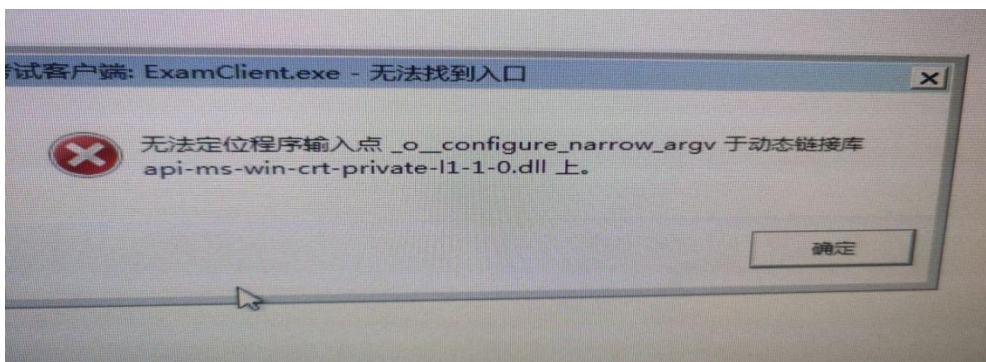 试客户端: ExamClient.exe - 无法找到入口
无法定位程序输入点 _o__configure_narrow_argv 于动态链接库
api-ms-win-crt-private-l1-1-0.dll 上。
确定